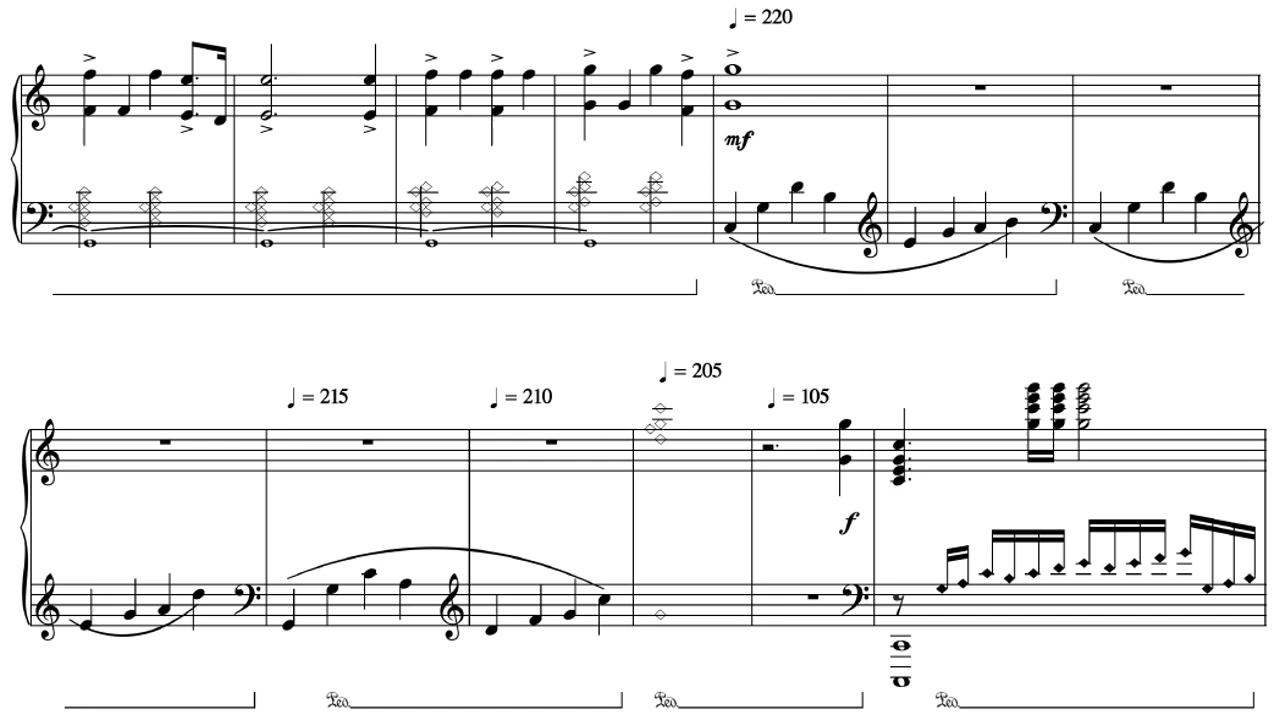 ♩ = 220
mf
Ped. Ped.
♩ = 205
♩ = 215 ♩ = 210 ♩ = 105
f
Ped. Ped. Ped.